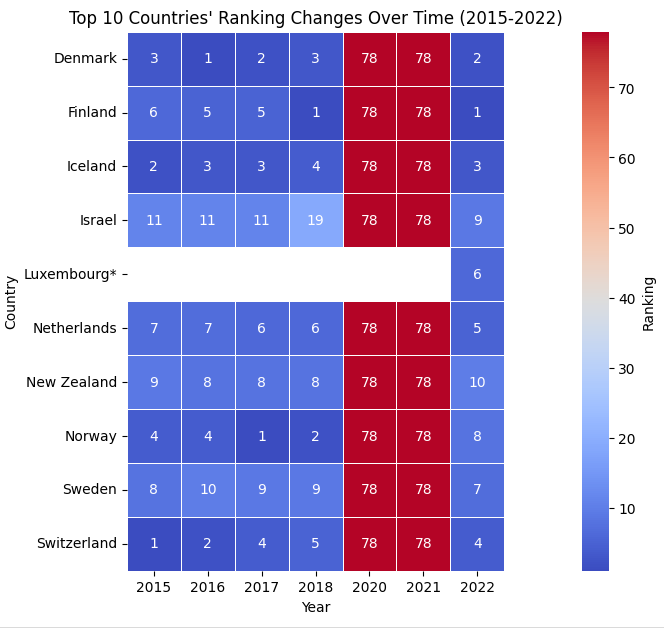 Top 10 Countries' Ranking Changes Over Time (2015-2022)
Denmark 3 1 2 3 78 78 2
Finland 6 5 5 1 78 78 1
Iceland 2 3 3 4 78 78 3
Israel 11 11 11 19 78 78 9
Luxembourg* 6
Netherlands 7 7 6 6 78 78 5
New Zealand 9 8 8 8 78 78 10
Norway 4 4 1 2 78 78 8
Sweden 8 10 9 9 78 78 7
Switzerland 1 2 4 5 78 78 4
2015 2016 2017 2018 2020 2021 2022
Year
Country
70
60
50
40
30
20
10
Ranking